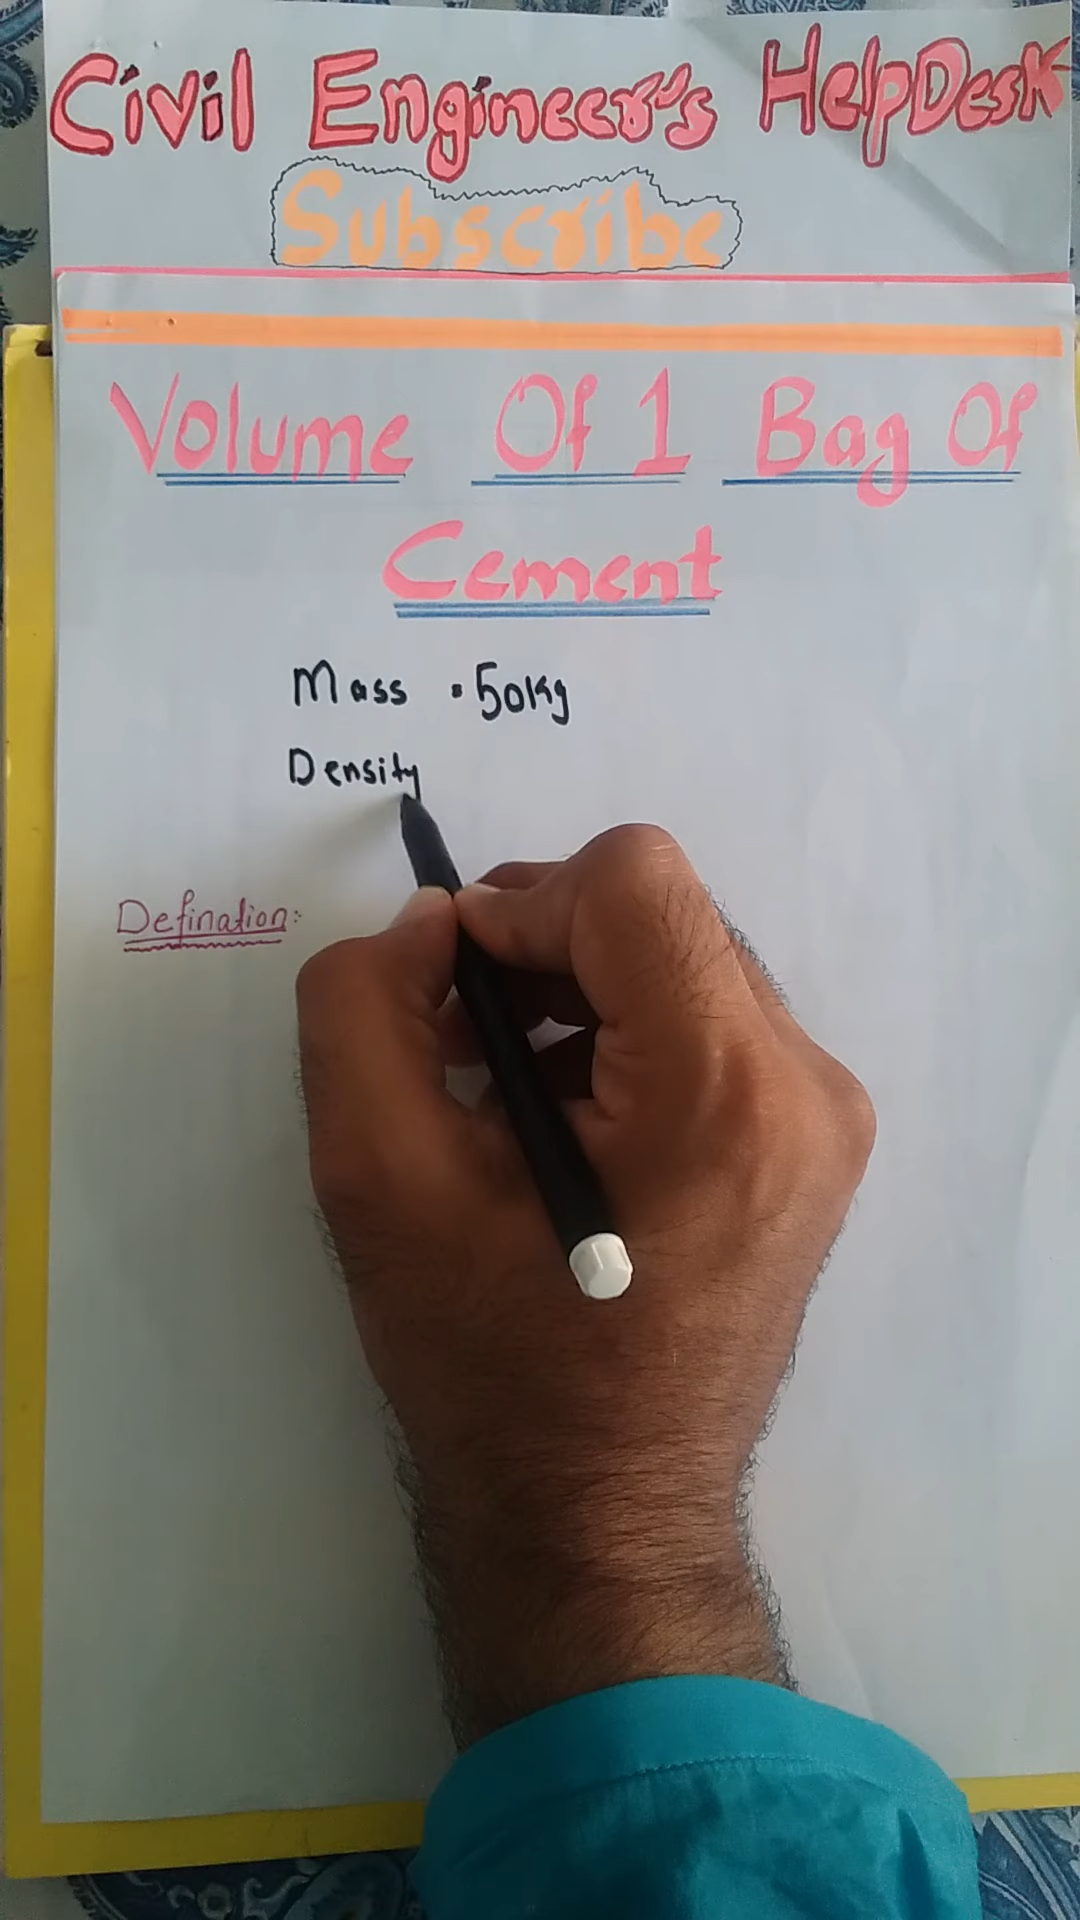 Civil Engineer's HelpDesk
Subscribe
Volume Of 1 Bag Of
Cement
Mass = 50Kg
Density
Defination: